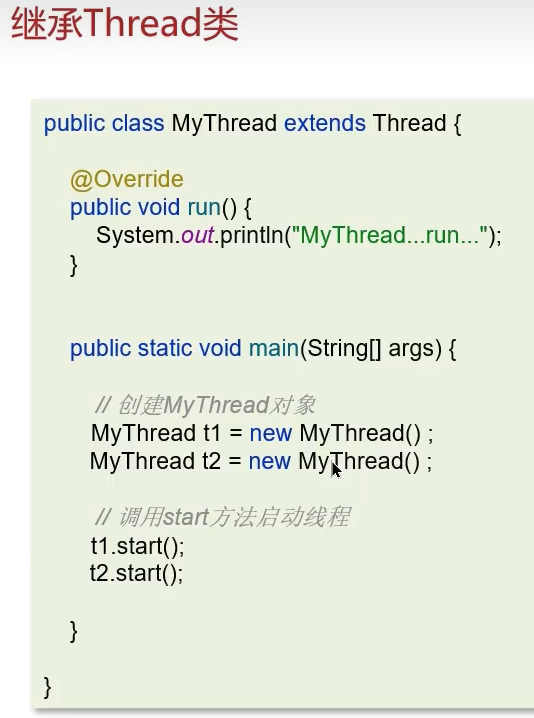 继承Thread类
public class MyThread extends Thread {
@Override
public void run() {
System.out.println("MyThread...run...");
}
public static void main(String[] args) {
// 创建MyThread对象
MyThread t1 = new MyThread() ;
MyThread t2 = new MyThread() ;
// 调用start方法启动线程
t1.start();
t2.start();
}
}